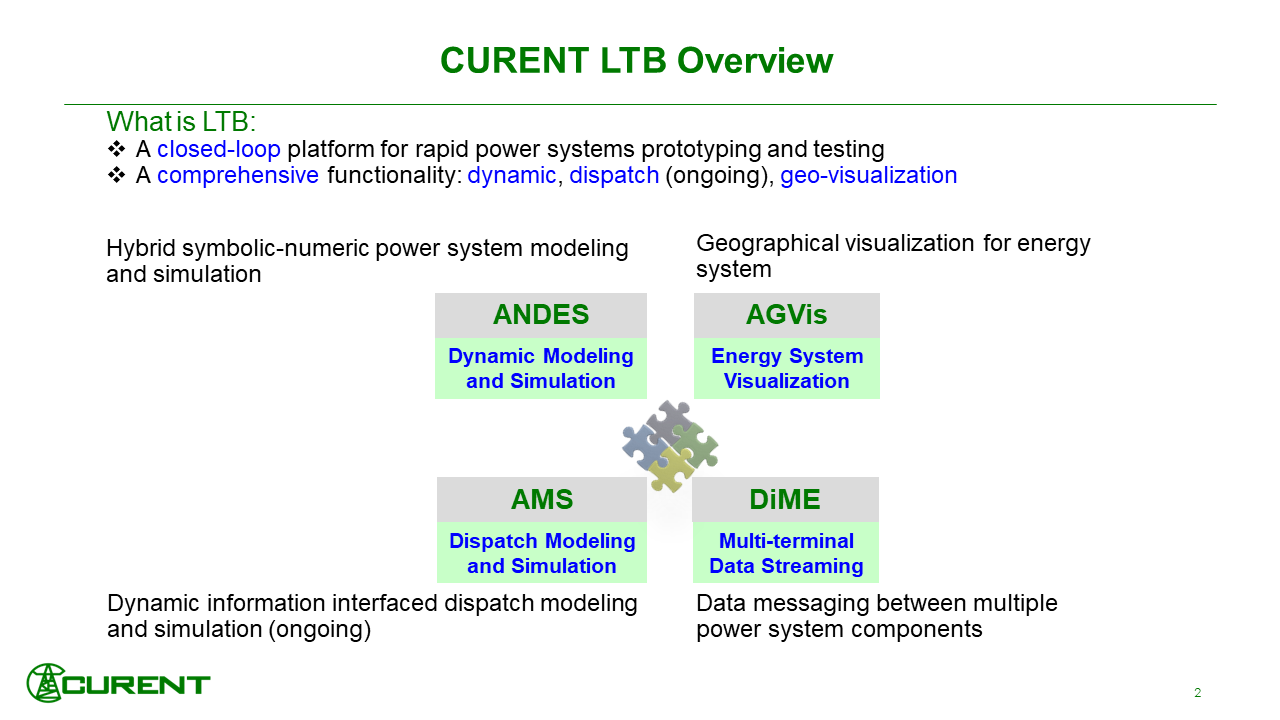 CURENT LTB Overview
What is LTB:
❖ A closed-loop platform for rapid power systems prototyping and testing
❖ A comprehensive functionality: dynamic, dispatch (ongoing), geo-visualization
Hybrid symbolic-numeric power system modeling
and simulation
Geographical visualization for energy
system
ANDES
Dynamic Modeling
and Simulation
AGVis
Energy System
Visualization
AMS
Dispatch Modeling
and Simulation
DiME
Multi-terminal
Data Streaming
Dynamic information interfaced dispatch modeling
and simulation (ongoing)
Data messaging between multiple
power system components
CURENT
2